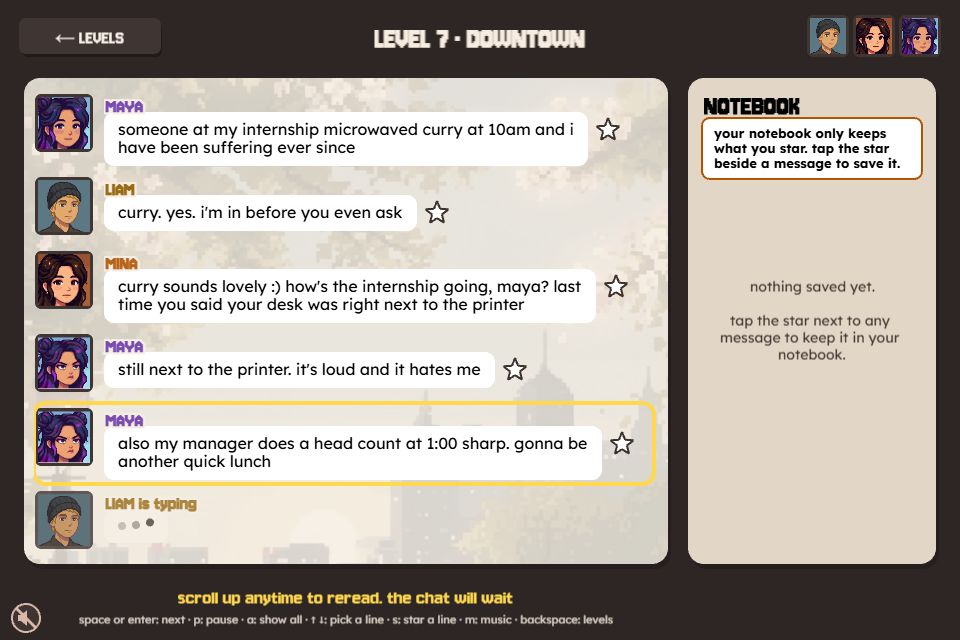 ← LEVELS
LEVEL 7 · DOWNTOWN
MAYA
someone at my internship microwaved curry at 10am and i
have been suffering ever since
LIAM
curry. yes. i'm in before you even ask
MINA
curry sounds lovely :) how's the internship going, maya? last
time you said your desk was right next to the printer
MAYA
still next to the printer. it's loud and it hates me
MAYA
also my manager does a head count at 1:00 sharp. gonna be
another quick lunch
LIAM is typing
NOTEBOOK
your notebook only keeps
what you star. tap the star
beside a message to save it.
nothing saved yet.
tap the star next to any
message to keep it in your
notebook.
scroll up anytime to reread. the chat will wait
space or enter: next · p: pause · a: show all · ↑ ↓: pick a line · s: star a line · m: music · backspace: levels